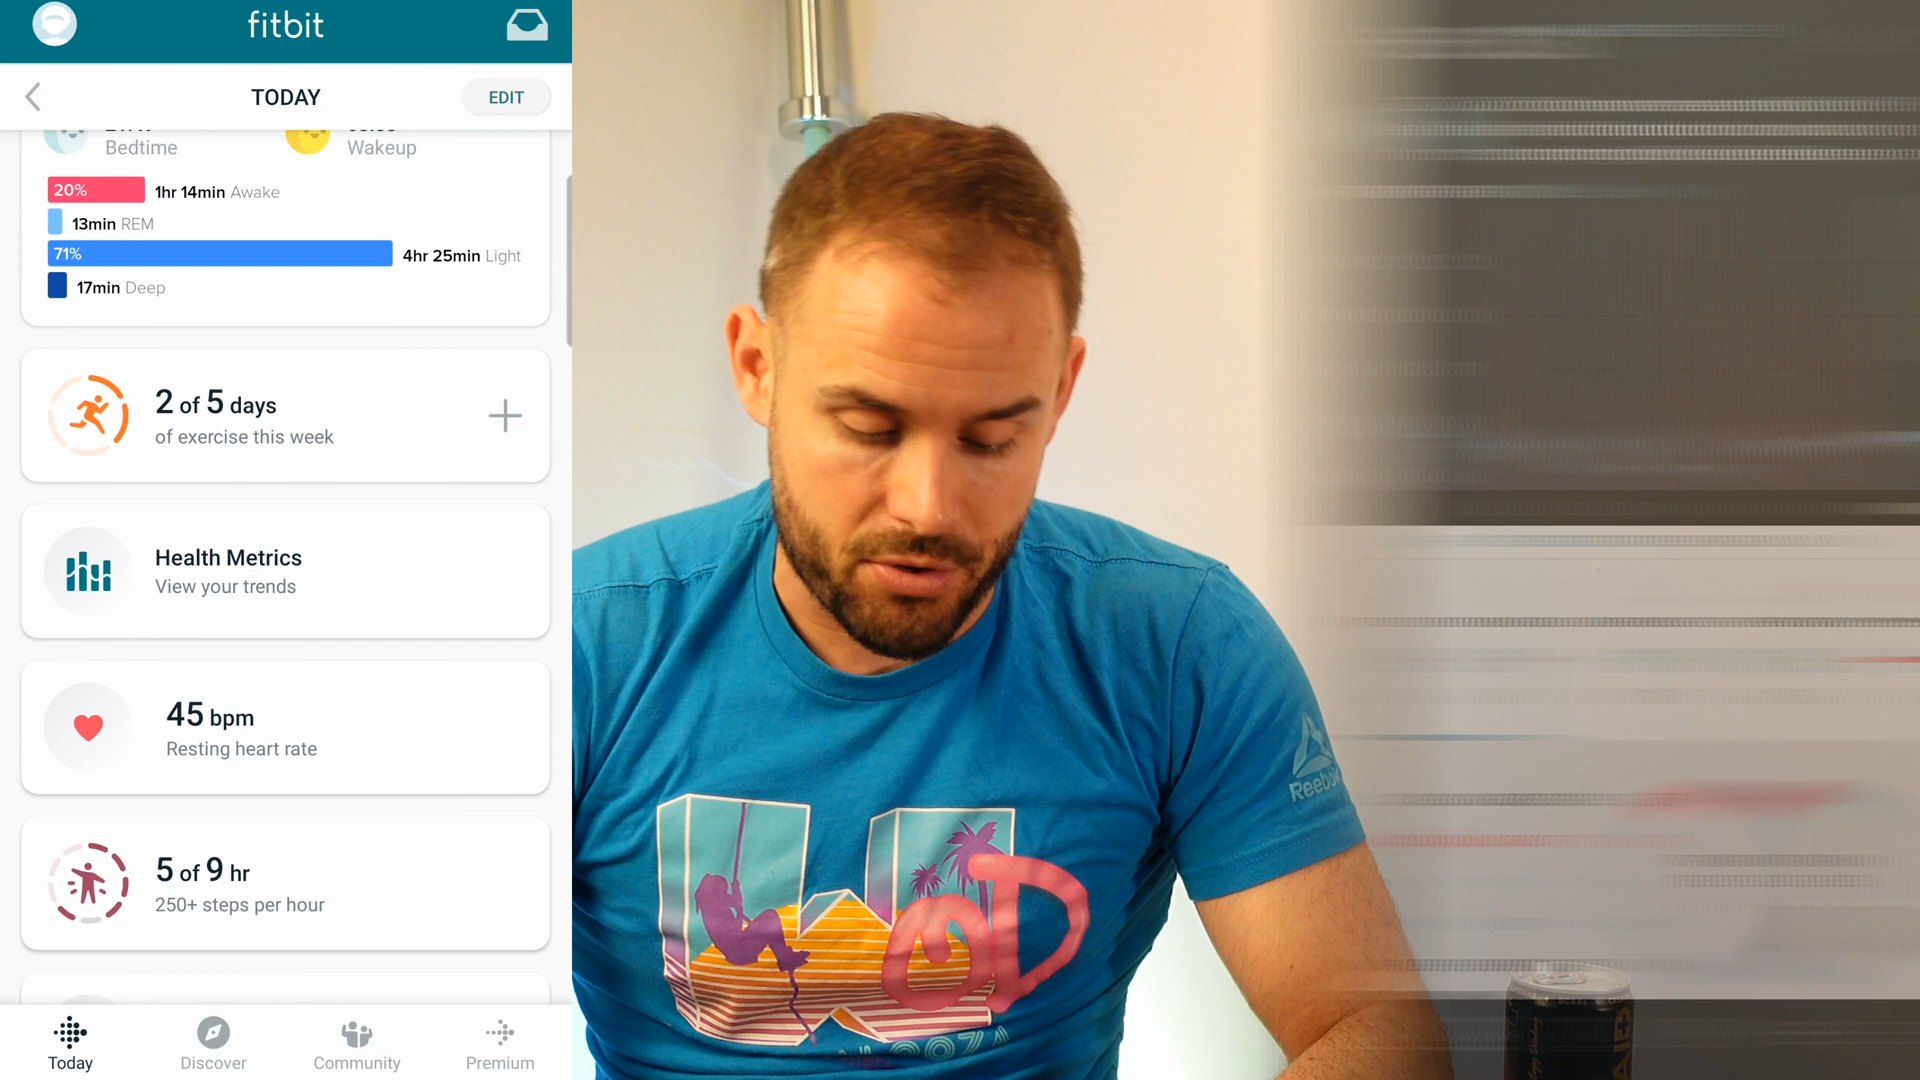 fitbit
TODAY
EDIT
Bedtime
Wakeup
20%
1hr 14min Awake
13min REM
71%
4hr 25min Light
17min Deep
2 of 5 days
of exercise this week
Health Metrics
View your trends
45 bpm
Resting heart rate
5 of 9 hr
250+ steps per hour
Today
Discover
Community
Premium
Reebok
WOD
BCAAs